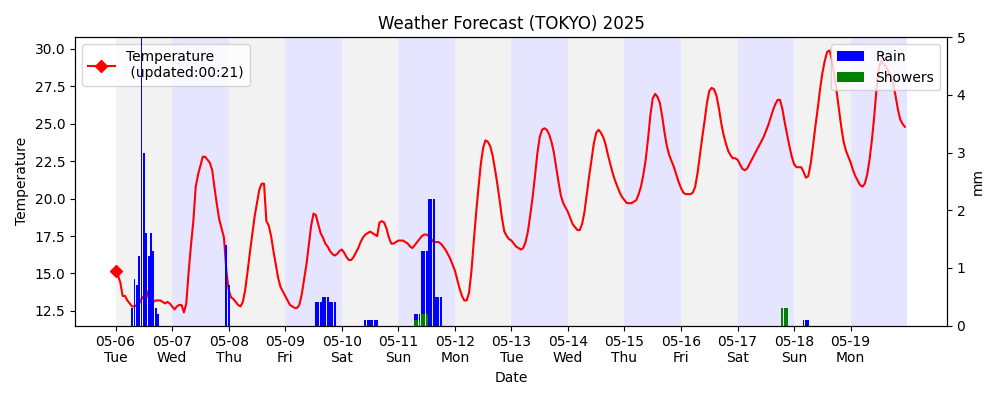 Weather Forecast (TOKYO) 2025
Temperature
(updated:00:21)
Rain
Showers
30.0
27.5
25.0
22.5
20.0
17.5
15.0
12.5
Temperature
5
4
3
2
1
0
mm
05-06 05-07 05-08 05-09 05-10 05-11 05-12 05-13 05-14 05-15 05-16 05-17 05-18 05-19
Tue Wed Thu Fri Sat Sun Mon Tue Wed Thu Fri Sat Sun Mon
Date